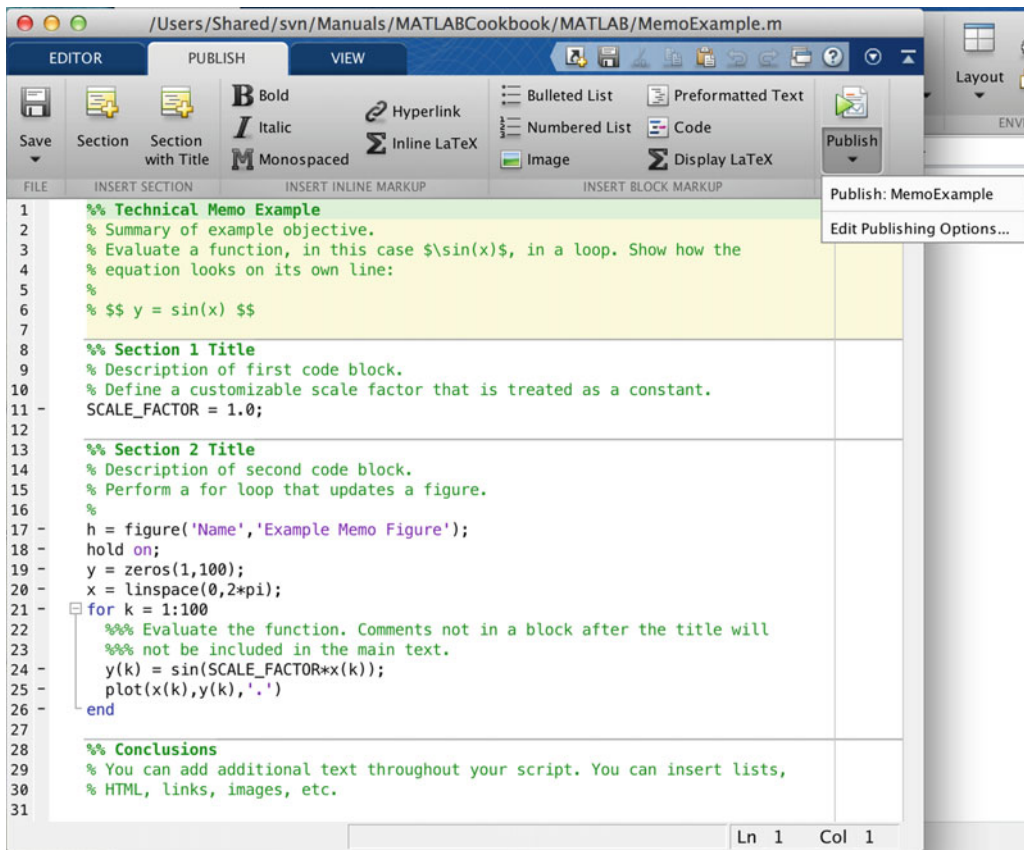 /Users/Shared/svn/Manuals/MATLABCookbook/MATLAB/MemoExample.m
EDITOR PUBLISH VIEW
Save
Section
Section with Title
B Bold
I Italic
M Monospaced
Hyperlink
Σ Inline LaTeX
Bulleted List
Numbered List
Image
Preformatted Text
Code
Σ Display LaTeX
Publish
Layout
FILE INSERT SECTION INSERT INLINE MARKUP INSERT BLOCK MARKUP
ENVI
Publish: MemoExample
Edit Publishing Options...
1 %% Technical Memo Example
2 % Summary of example objective.
3 % Evaluate a function, in this case $\sin(x)$, in a loop. Show how the
4 % equation looks on its own line:
5 %
6 % $$ y = sin(x) $$
7
8 %% Section 1 Title
9 % Description of first code block.
10 % Define a customizable scale factor that is treated as a constant.
11 - SCALE_FACTOR = 1.0;
12
13 %% Section 2 Title
14 % Description of second code block.
15 % Perform a for loop that updates a figure.
16 %
17 - h = figure('Name','Example Memo Figure');
18 - hold on;
19 - y = zeros(1,100);
20 - x = linspace(0,2*pi);
21 - for k = 1:100
22 %%% Evaluate the function. Comments not in a block after the title will
23 %%% not be included in the main text.
24 - y(k) = sin(SCALE_FACTOR*x(k));
25 - plot(x(k),y(k),'.')
26 - end
27
28 %% Conclusions
29 % You can add additional text throughout your script. You can insert lists,
30 % HTML, links, images, etc.
31
Ln 1 Col 1